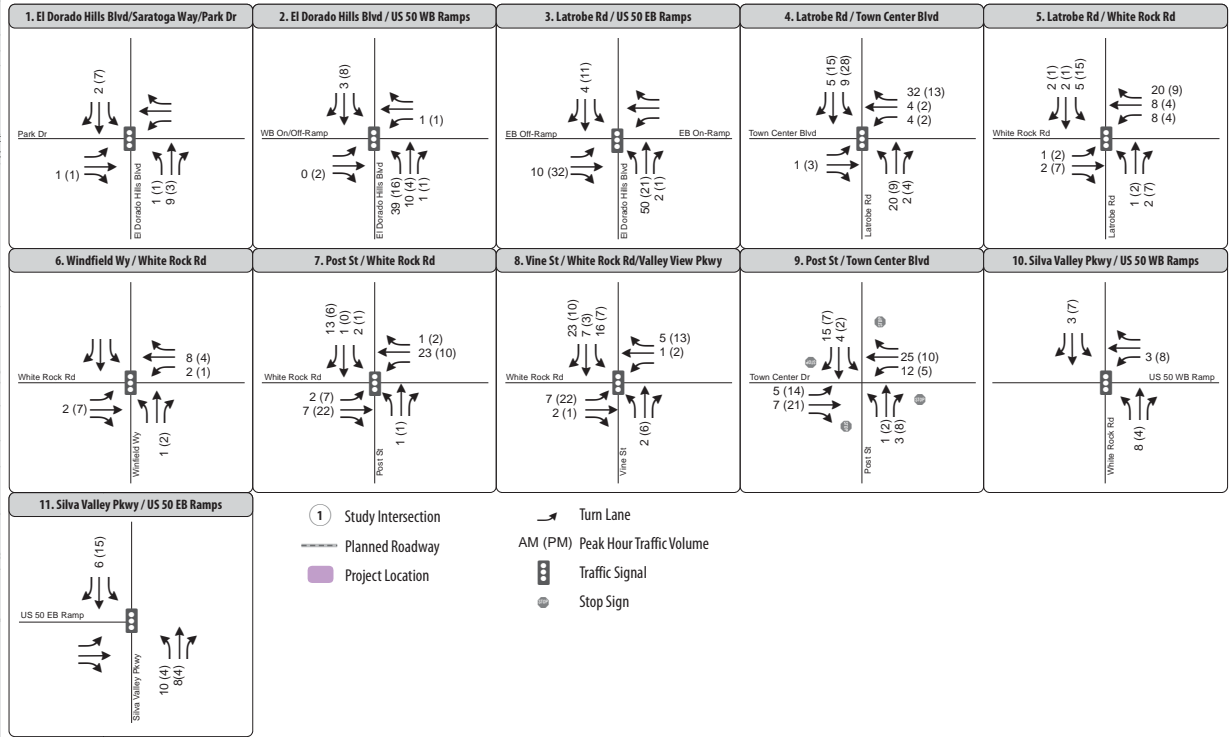 1. El Dorado Hills Blvd/Saratoga Way/Park Dr
2 (7)
Park Dr
1 (1)
1 (1)
9 (3)
El Dorado Hills Blvd
2. El Dorado Hills Blvd / US 50 WB Ramps
3 (8)
1 (1)
WB On/Off-Ramp
0 (2)
El Dorado Hills Blvd
39 (16)
10 (4)
1 (1)
3. Latrobe Rd / US 50 EB Ramps
4 (11)
EB Off-Ramp
EB On-Ramp
10 (32)
El Dorado Hills Blvd
50 (21)
2 (1)
4. Latrobe Rd / Town Center Blvd
5 (15)
9 (28)
32 (13)
4 (2)
4 (2)
Town Center Blvd
1 (3)
20 (9)
2 (4)
Latrobe Rd
5. Latrobe Rd / White Rock Rd
2 (1)
2 (1)
5 (15)
20 (9)
8 (4)
8 (4)
White Rock Rd
1 (2)
2 (7)
1 (2)
2 (7)
Latrobe Rd
6. Windfield Wy / White Rock Rd
8 (4)
2 (1)
White Rock Rd
2 (7)
1 (2)
Winfield Wy
7. Post St / White Rock Rd
13 (6)
1 (0)
2 (1)
1 (2)
23 (10)
White Rock Rd
2 (7)
7 (22)
1 (1)
Post St
8. Vine St / White Rock Rd/Valley View Pkwy
23 (10)
7 (3)
16 (7)
5 (13)
1 (2)
White Rock Rd
7 (22)
2 (1)
2 (6)
Vine St
9. Post St / Town Center Blvd
15 (7)
4 (2)
STOP
STOP
25 (10)
12 (5)
Town Center Dr
5 (14)
7 (21)
STOP
STOP
1 (2)
3 (8)
Post St
10. Silva Valley Pkwy / US 50 WB Ramps
3 (7)
3 (8)
US 50 WB Ramp
8 (4)
White Rock Rd
11. Silva Valley Pkwy / US 50 EB Ramps
6 (15)
US 50 EB Ramp
10 (4)
8(4)
Silva Valley Pkwy
1 Study Intersection
Planned Roadway
Project Location
Turn Lane
AM (PM) Peak Hour Traffic Volume
Traffic Signal
STOP Stop Sign